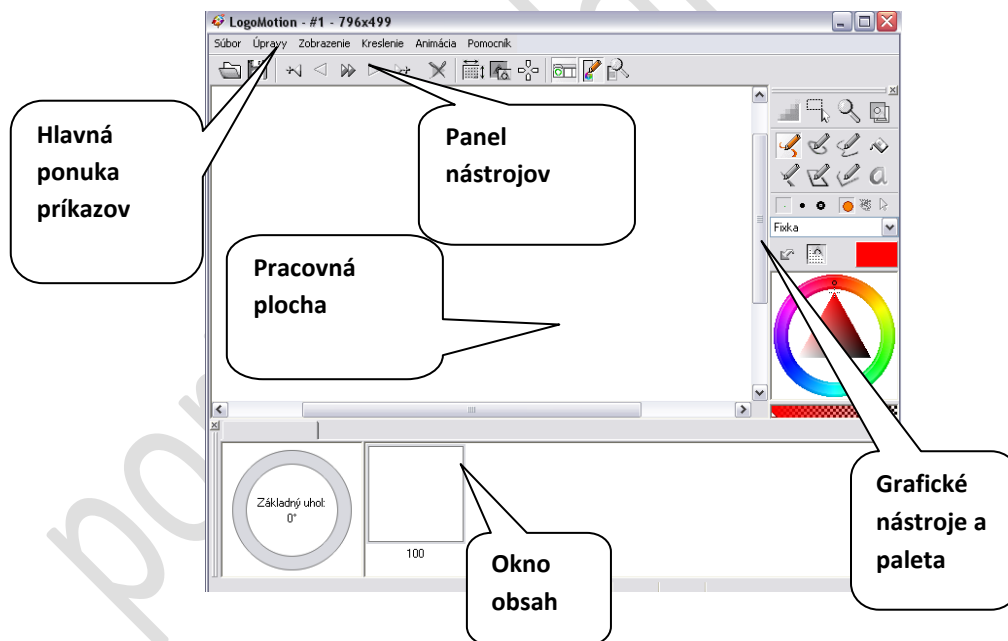 LogoMotion - #1 - 796x499
Súbor Úpravy Zobrazenie Kreslenie Animácia Pomocník
Hlavná
ponuka
príkazov
Panel
nástrojov
Fixka
Pracovná
plocha
Základný uhol:
0°
100
Okno
obsah
Grafické
nástroje a
paleta